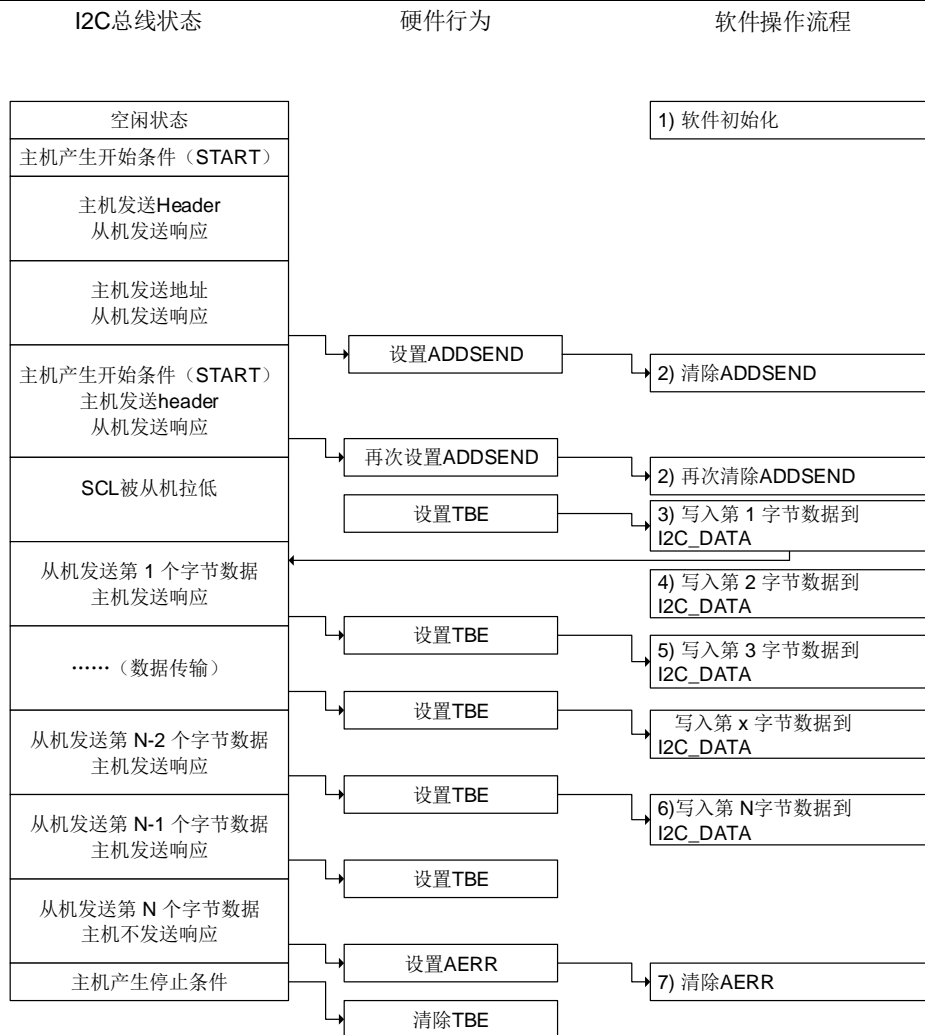 I2C总线状态
硬件行为
软件操作流程
空闲状态
1) 软件初始化
主机产生开始条件（START）
主机发送Header
从机发送响应
主机发送地址
从机发送响应
设置ADDSEND
2) 清除ADDSEND
主机产生开始条件（START）
主机发送header
从机发送响应
再次设置ADDSEND
2) 再次清除ADDSEND
SCL被从机拉低
设置TBE
3) 写入第 1 字节数据到
I2C_DATA
从机发送第 1 个字节数据
主机发送响应
4) 写入第 2 字节数据到
I2C_DATA
设置TBE
5) 写入第 3 字节数据到
I2C_DATA
……（数据传输）
设置TBE
写入第 x 字节数据到
I2C_DATA
从机发送第 N-2 个字节数据
主机发送响应
设置TBE
6)写入第 N字节数据到
I2C_DATA
从机发送第 N-1 个字节数据
主机发送响应
设置TBE
从机发送第 N 个字节数据
主机不发送响应
设置AERR
7) 清除AERR
主机产生停止条件
清除TBE